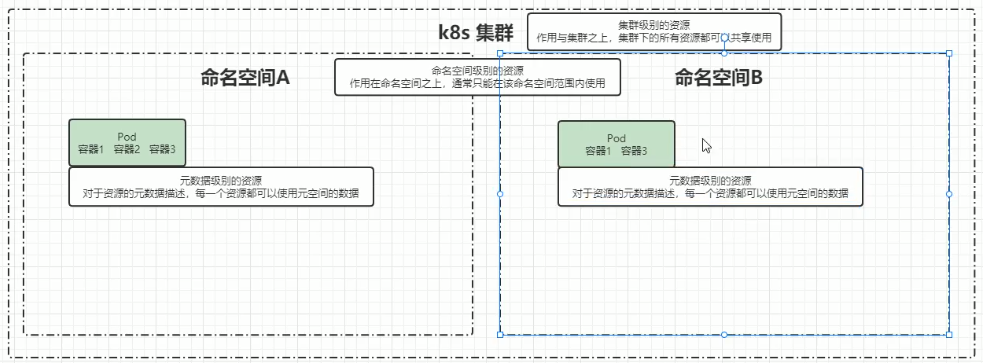 k8s 集群
集群级别的资源
作用与集群之上，集群下的所有资源都可以共享使用
命名空间A
命名空间级别的资源
作用在命名空间之上，通常只能在该命名空间范围内使用
命名空间B
Pod
容器1 容器2 容器3
元数据级别的资源
对于资源的元数据描述，每一个资源都可以使用元空间的数据
Pod
容器1 容器3
元数据级别的资源
对于资源的元数据描述，每一个资源都可以使用元空间的数据